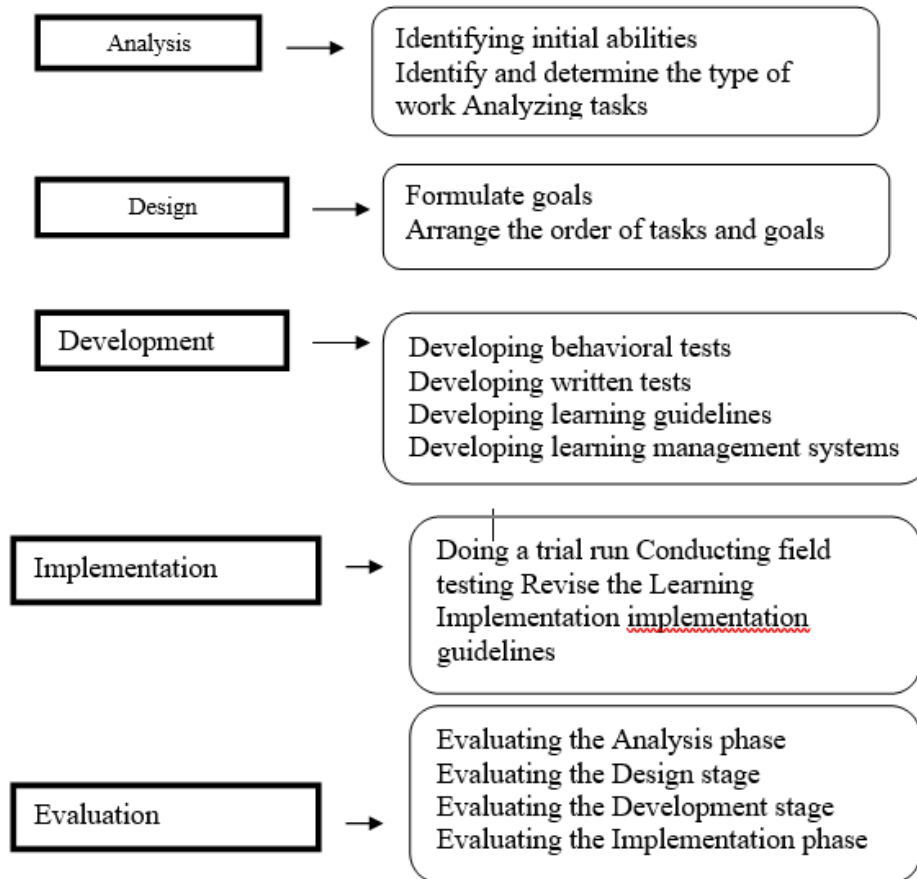 Analysis
Identifying initial abilities
Identify and determine the type of
work Analyzing tasks
Design
Formulate goals
Arrange the order of tasks and goals
Development
Developing behavioral tests
Developing written tests
Developing learning guidelines
Developing learning management systems
Implementation
Doing a trial run Conducting field
testing Revise the Learning
Implementation implementation
guidelines
Evaluation
Evaluating the Analysis phase
Evaluating the Design stage
Evaluating the Development stage
Evaluating the Implementation phase